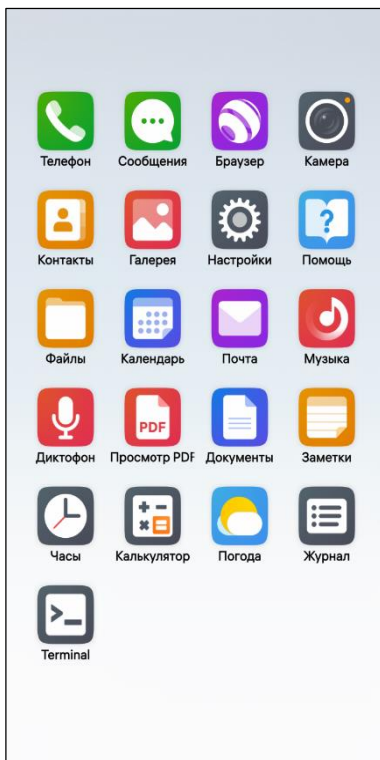 Телефон Сообщения Браузер Камера
Контакты Галерея Настройки Помощь
?
Файлы Календарь Почта Музыка
PDF
Диктофон Просмотр PDF Документы Заметки
Часы Калькулятор Погода Журнал
>_
Terminal